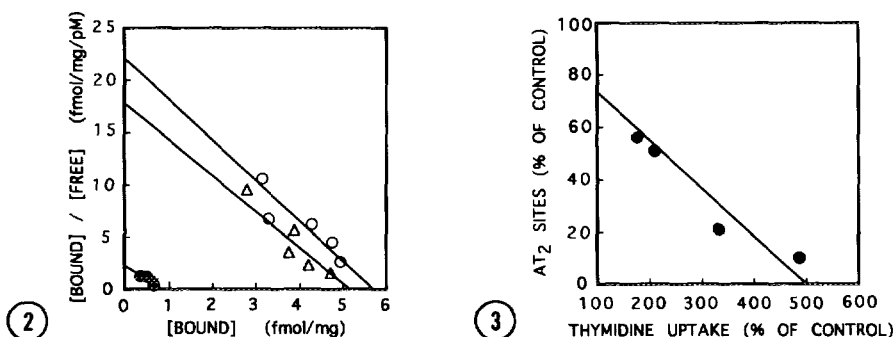 25
20
15
10
5
0
0 1 2 3 4 5 6
[BOUND] / [FREE] (fmol/mg/pM)
[BOUND] (fmol/mg)
2
100
80
60
40
20
0
100 200 300 400 500 600
AT2 SITES (% OF CONTROL)
THYMIDINE UPTAKE (% OF CONTROL)
3